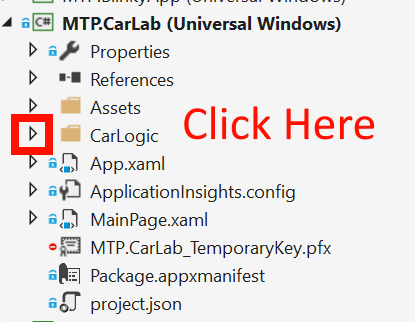 MTP.CarLab (Universal Windows)
Properties
References
Assets
CarLogic
Click Here
App.xaml
ApplicationInsights.config
MainPage.xaml
MTP.CarLab_TemporaryKey.pfx
Package.appxmanifest
project.json